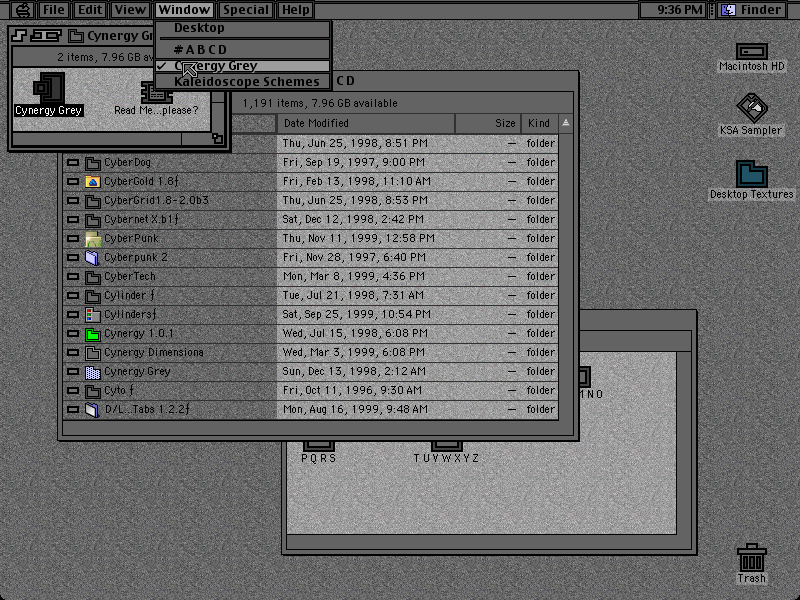 File Edit View Window Special Help 9:36 PM Finder
Desktop
#ABCD
✓ Cynergy Grey
Kaleidoscope Schemes
Cynergy Gr
2 items, 7.96 GB av
Cynergy Grey
Read Me...please?
C D
1,191 items, 7.96 GB available
Date Modified Size Kind
Thu, Jun 25, 1998, 8:51 PM — folder
CyberDog Fri, Sep 19, 1997, 9:00 PM — folder
CyberGold 1.8ƒ Fri, Feb 13, 1998, 11:10 AM — folder
CyberGrid1.8-2.0b3 Thu, Jun 25, 1998, 8:53 PM — folder
Cybernet X.b1ƒ Sat, Dec 12, 1998, 2:42 PM — folder
CyberPunk Thu, Nov 11, 1999, 12:58 PM — folder
Cyberpunk 2 Fri, Nov 28, 1997, 6:40 PM — folder
CyberTech Mon, Mar 8, 1999, 4:36 PM — folder
Cylinder ƒ Tue, Jul 21, 1998, 7:31 AM — folder
Cylindersƒ Sat, Sep 25, 1999, 10:54 PM — folder
Cynergy 1.0.1 Wed, Jul 15, 1998, 6:08 PM — folder
Cynergy Dimensiona Wed, Mar 3, 1999, 6:08 PM — folder
Cynergy Grey Sun, Dec 13, 1998, 2:12 AM — folder
Cyto ƒ Fri, Oct 11, 1996, 9:30 AM — folder
D/L...Tabs 1.2.2ƒ Mon, Aug 16, 1999, 9:48 AM — folder
NO
PQRS
TUVWXYZ
Macintosh HD
KSA Sampler
Desktop Textures
Trash